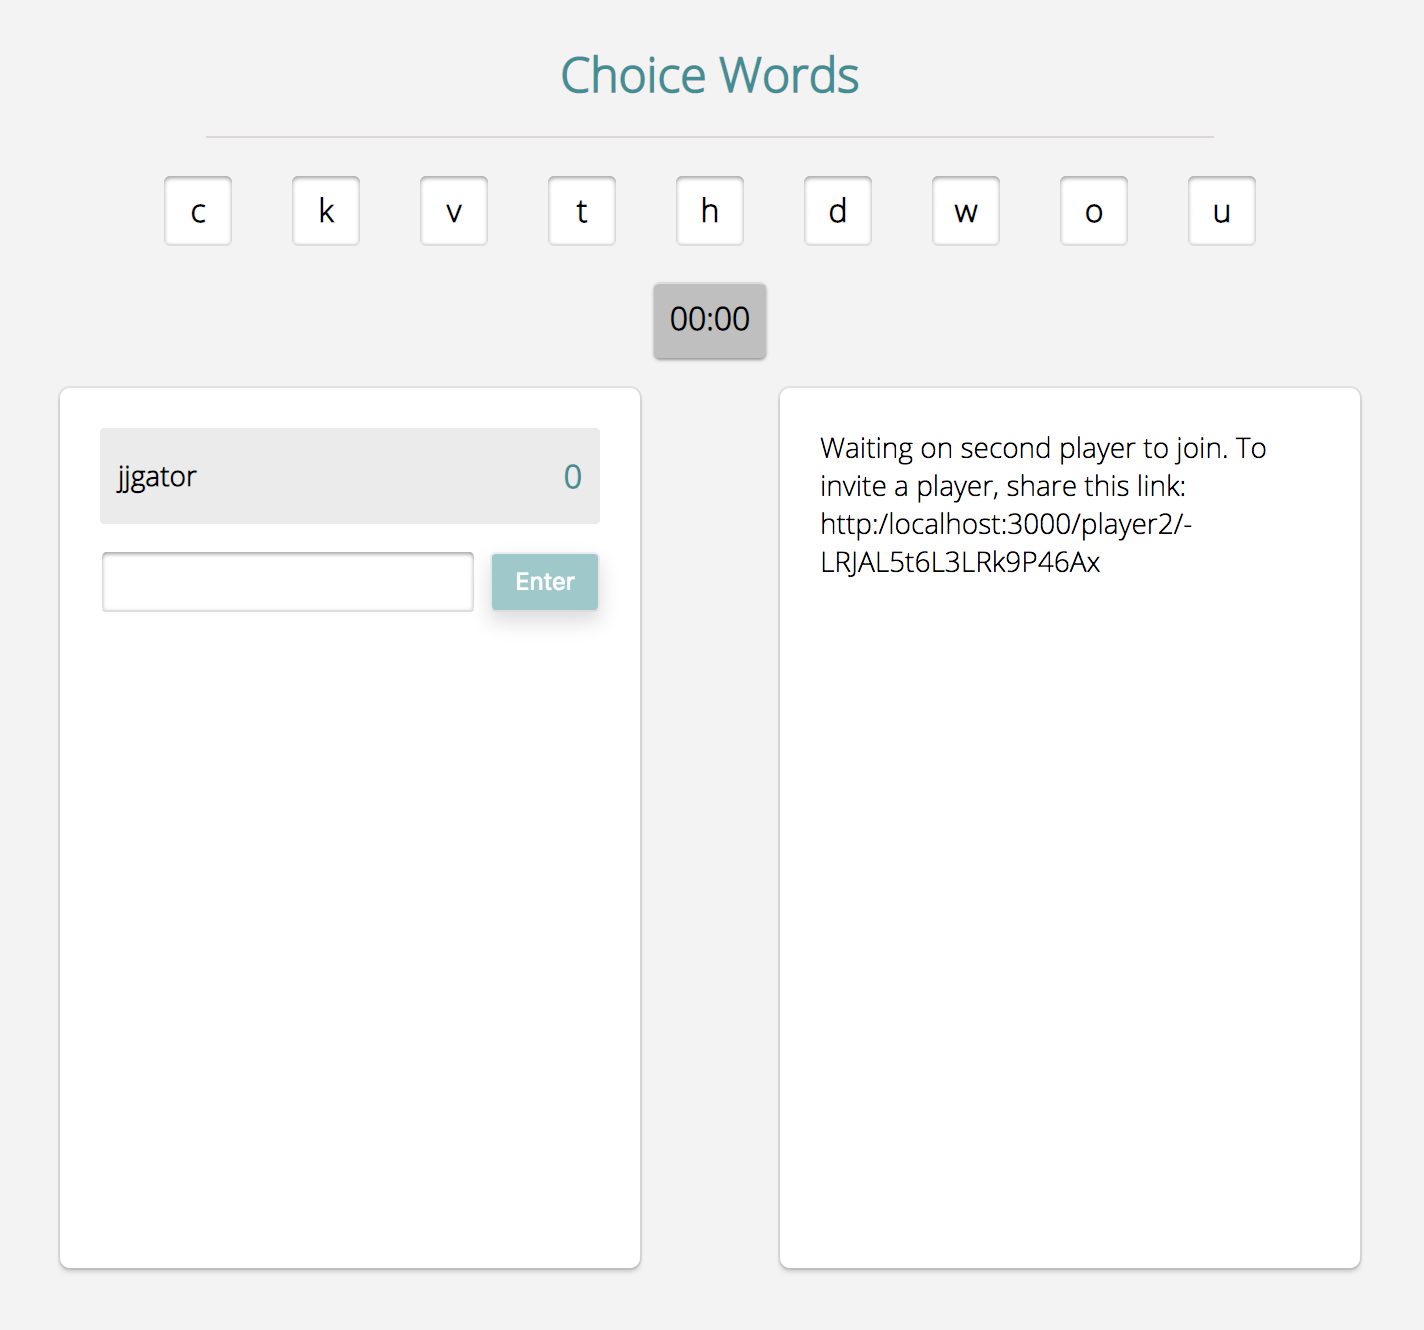 Choice Words
c k v t h d w o u
00:00
jjgator 0
Enter
Waiting on second player to join. To
invite a player, share this link:
http:/localhost:3000/player2/-
LRJAL5t6L3LRk9P46Ax